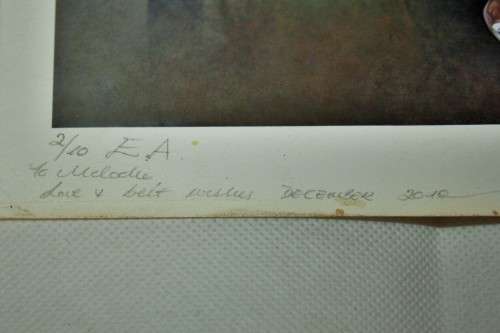 2/10 E A
To Melodie
Love & best wishes DECEMBER 2010